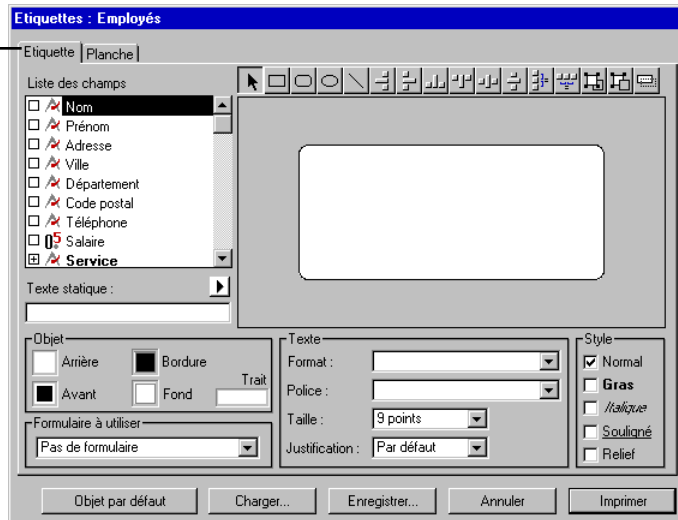 Etiquettes : Employés
Etiquette
Planche
Liste des champs
Nom
Prénom
Adresse
Ville
Département
Code postal
Téléphone
05 Salaire
Service
Texte statique :
Objet
Arrière
Bordure
Avant
Fond
Trait
Formulaire à utiliser
Pas de formulaire
Texte
Format :
Police :
Taille :
9 points
Justification :
Par défaut
Style
Normal
Gras
Italique
Souligné
Relief
Objet par défaut
Charger...
Enregistrer...
Annuler
Imprimer